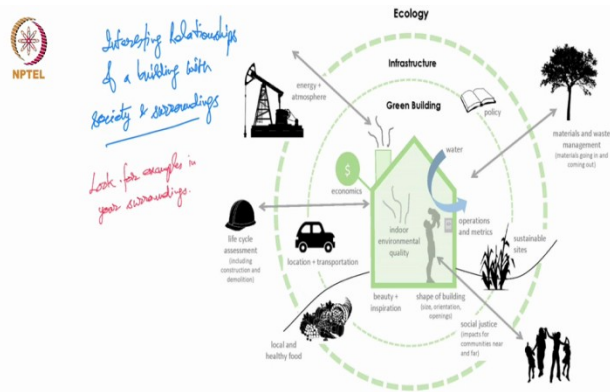 NPTEL
Interesting Relationships
of a building with
society & surroundings
Look for examples in
your surroundings.
Ecology
Infrastructure
Green Building
energy +
atmosphere
policy
materials and waste
management
(materials going in and
coming out)
water
economics
indoor
environmental
quality
operations
and metrics
life cycle
assessment
(including
construction and
demolition)
location + transportation
sustainable
sites
beauty +
inspiration
shape of building
(size, orientation,
openings)
local and
healthy food
social justice
(impacts for
communities near
and far)